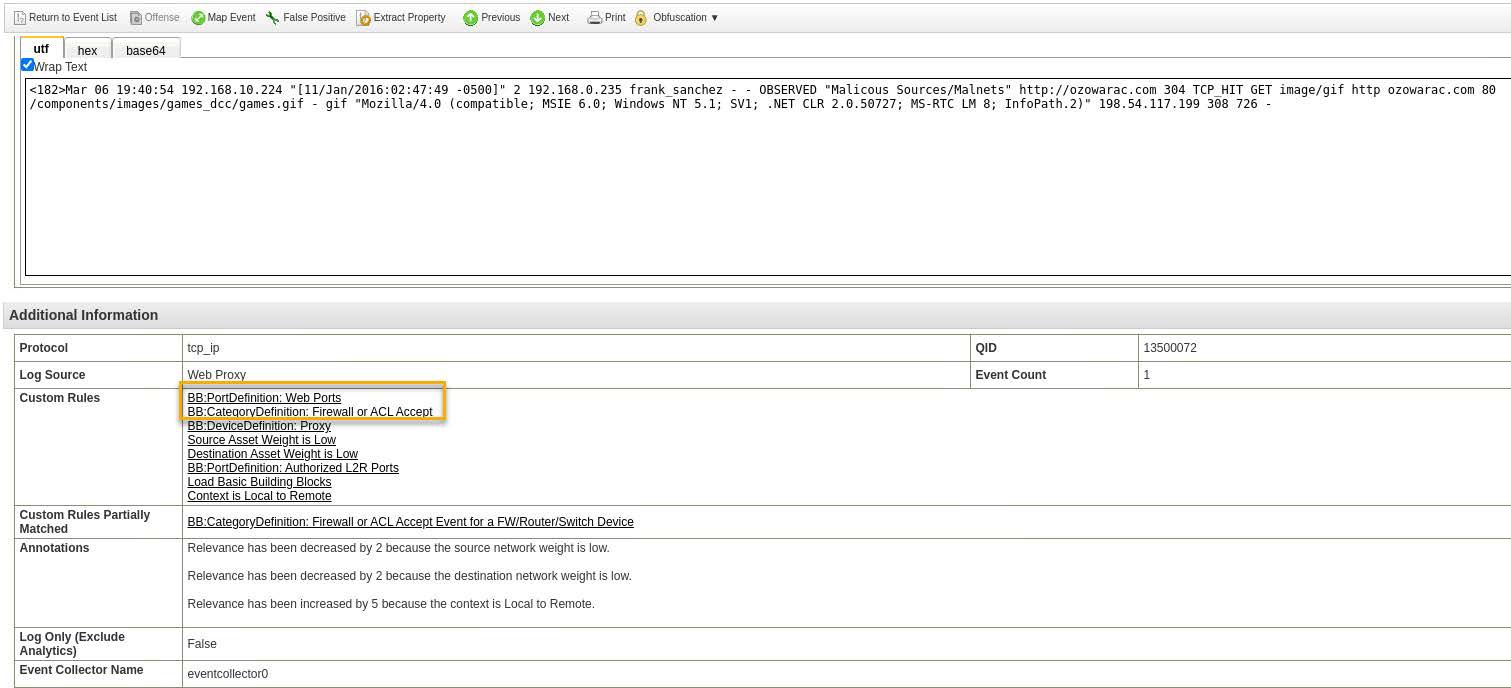 Return to Event List Offense Map Event False Positive Extract Property Previous Next Print Obfuscation ▼
utf hex base64
Wrap Text
<182>Mar 06 19:40:54 192.168.10.224 "[11/Jan/2016:02:47:49 -0500]" 2 192.168.0.235 frank_sanchez - - OBSERVED "Malicous Sources/Malnets" http://ozowarac.com 304 TCP_HIT GET image/gif http ozowarac.com 80
/components/images/games_dcc/games.gif - gif "Mozilla/4.0 (compatible; MSIE 6.0; Windows NT 5.1; SV1; .NET CLR 2.0.50727; MS-RTC LM 8; InfoPath.2)" 198.54.117.199 308 726 -
Additional Information
Protocol tcp_ip QID 13500072
Log Source Web Proxy Event Count 1
Custom Rules BB:PortDefinition: Web Ports
BB:CategoryDefinition: Firewall or ACL Accept
BB:DeviceDefinition: Proxy
Source Asset Weight is Low
Destination Asset Weight is Low
BB:PortDefinition: Authorized L2R Ports
Load Basic Building Blocks
Context is Local to Remote
Custom Rules Partially
Matched
BB:CategoryDefinition: Firewall or ACL Accept Event for a FW/Router/Switch Device
Annotations Relevance has been decreased by 2 because the source network weight is low.
Relevance has been decreased by 2 because the destination network weight is low.
Relevance has been increased by 5 because the context is Local to Remote.
Log Only (Exclude
Analytics)
False
Event Collector Name eventcollector0